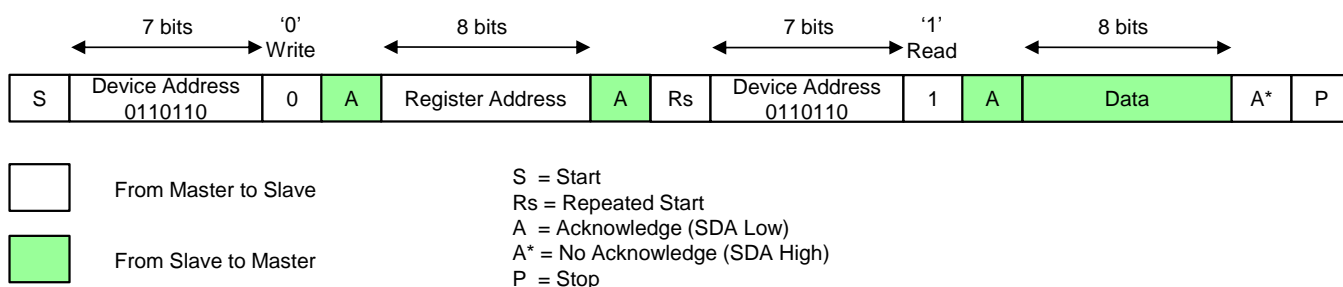 7 bits ‘0’ 8 bits 7 bits ‘1’ 8 bits
Write Read
S Device Address 0110110 0 A Register Address A Rs Device Address 0110110 1 A Data A* P
From Master to Slave
From Slave to Master
S = Start
Rs = Repeated Start
A = Acknowledge (SDA Low)
A* = No Acknowledge (SDA High)
P = Stop